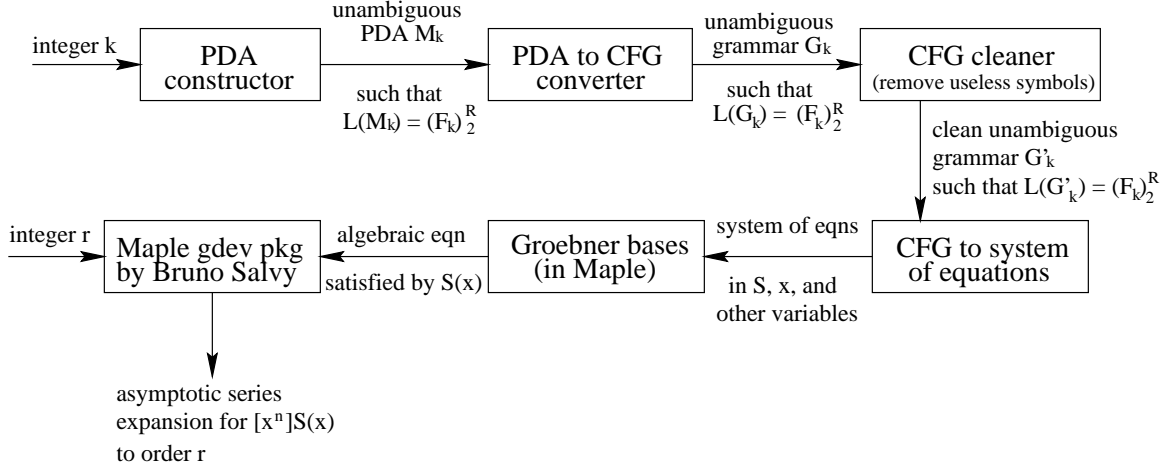 integer k
PDA
constructor
unambiguous
PDA M_k
such that
L(M_k) = (F_k)_2^R
PDA to CFG
converter
unambiguous
grammar G_k
such that
L(G_k) = (F_k)_2^R
CFG cleaner
(remove useless symbols)
clean unambiguous
grammar G'_k
such that L(G'_k) = (F_k)_2^R
CFG to system
of equations
system of eqns
in S, x, and
other variables
Groebner bases
(in Maple)
algebraic eqn
satisfied by S(x)
integer r
Maple gdev pkg
by Bruno Salvy
asymptotic series
expansion for [x^n]S(x)
to order r